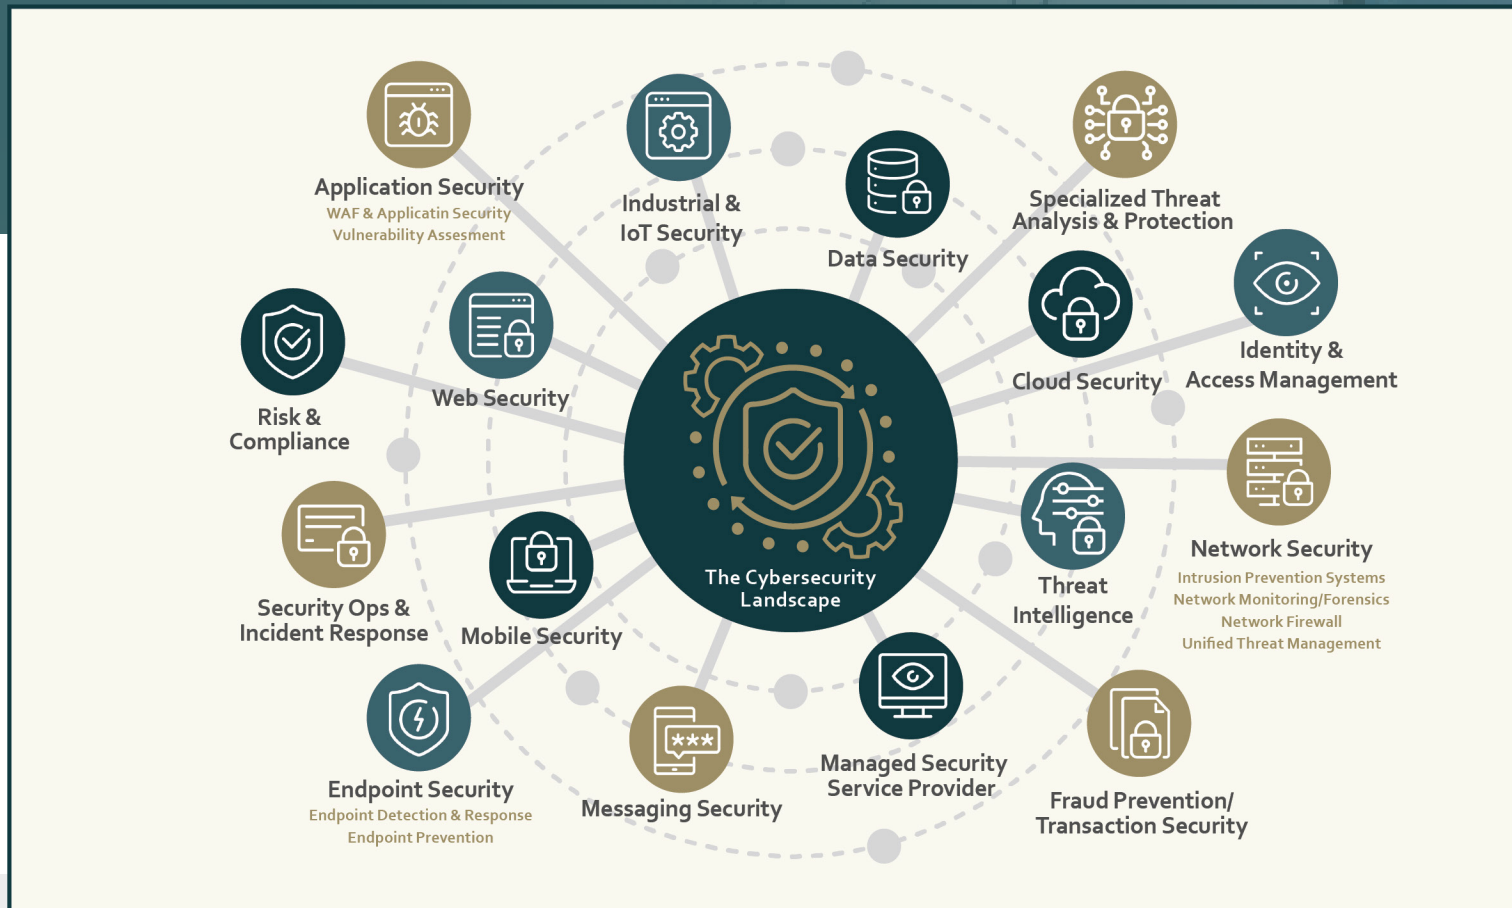 Application Security
WAF & Applicatin Security
Vulnerability Assesment
Industrial &
IoT Security
Data Security
Specialized Threat
Analysis & Protection
Identity &
Access Management
Cloud Security
Web Security
Risk &
Compliance
The Cybersecurity
Landscape
Network Security
Intrusion Prevention Systems
Network Monitoring/Forensics
Network Firewall
Unified Threat Management
Threat
Intelligence
Security Ops &
Incident Response
Mobile Security
Endpoint Security
Endpoint Detection & Response
Endpoint Prevention
***
Messaging Security
Managed Security
Service Provider
Fraud Prevention/
Transaction Security